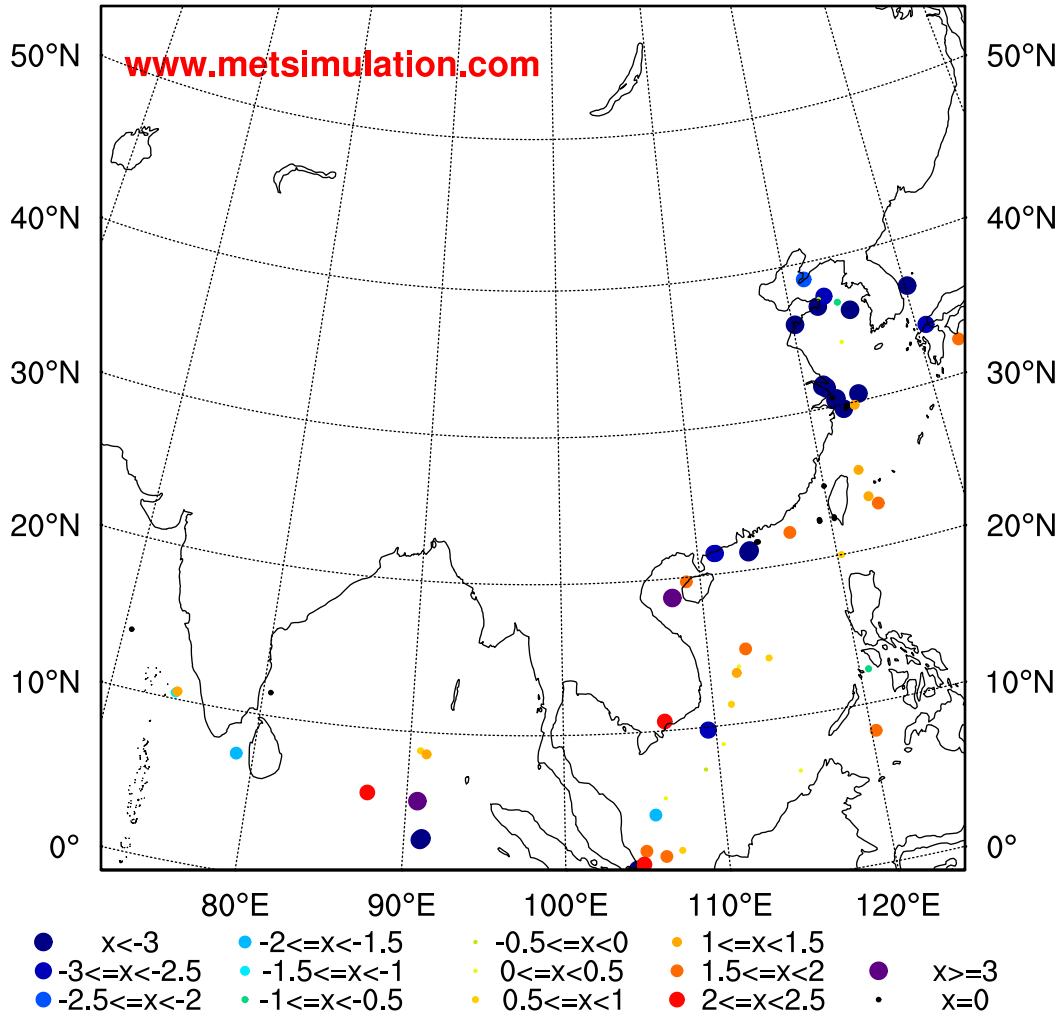 www.metsimulation.com
50°N 50°N
40°N 40°N
30°N 30°N
20°N 20°N
10°N 10°N
0° 0°
80°E 90°E 100°E 110°E 120°E
x<-3 -2<=x<-1.5 -0.5<=x<0 1<=x<1.5
-3<=x<-2.5 -1.5<=x<-1 0<=x<0.5 1.5<=x<2 x>=3
-2.5<=x<-2 -1<=x<-0.5 0.5<=x<1 2<=x<2.5 x=0